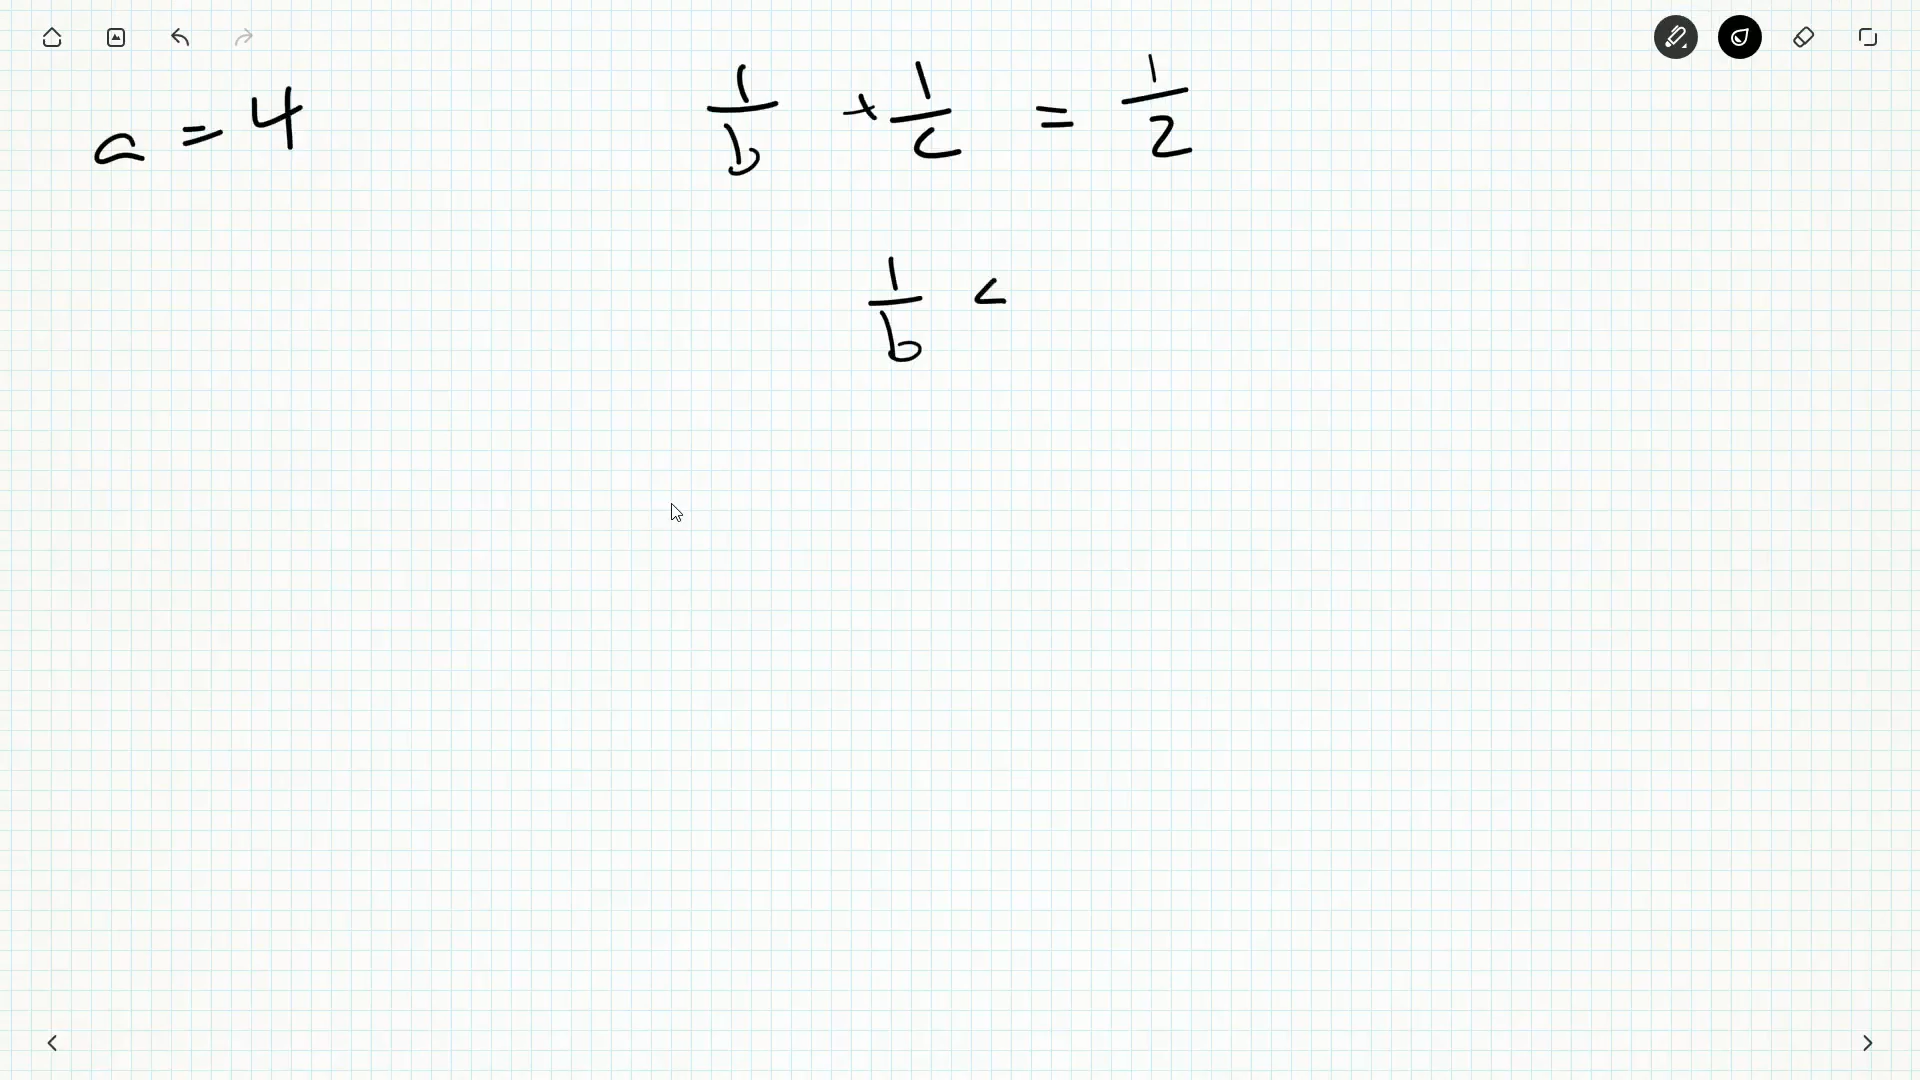 a = 4
1/b + 1/c = 1/2
1/b <